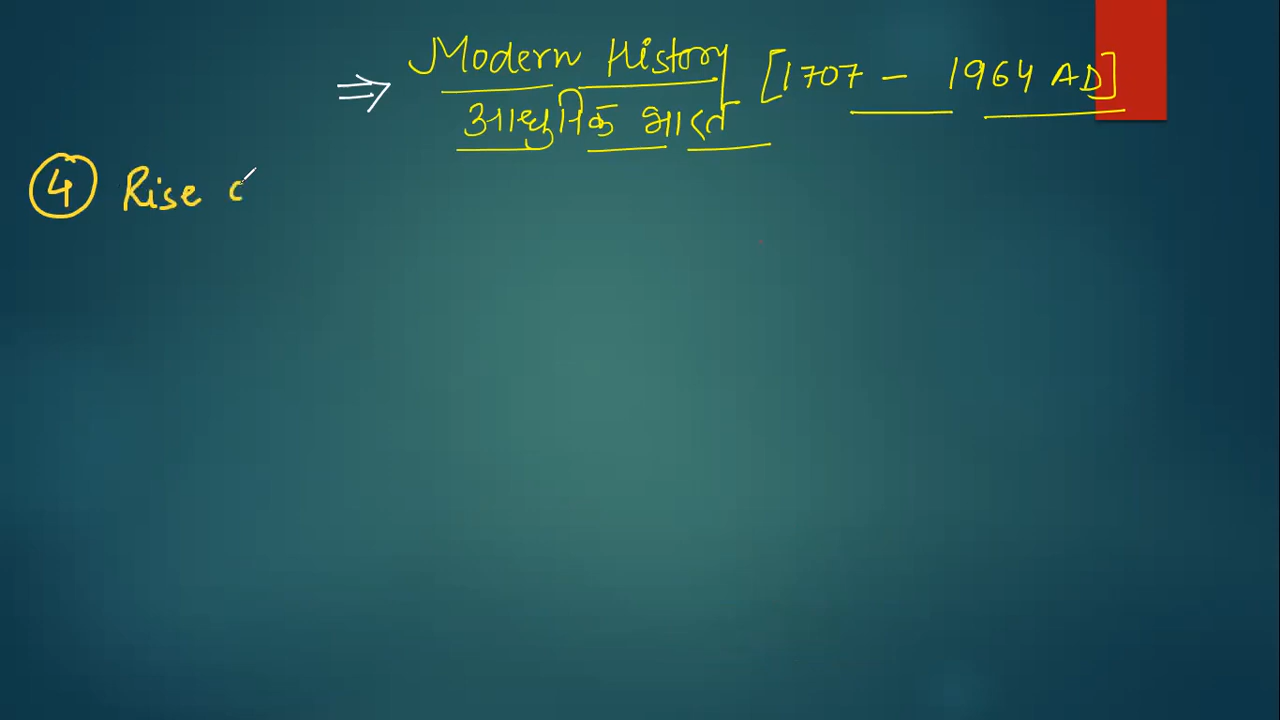 ⇒ Modern History [1707 - 1964 AD]
आधुनिक भारत
④ Rise